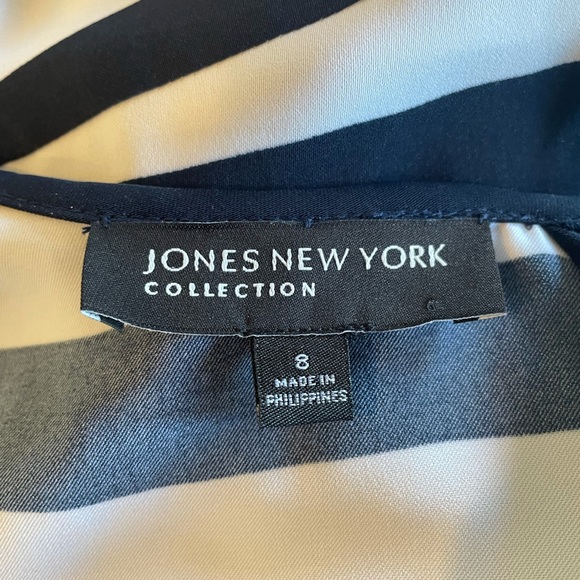 JONES NEW YORK
COLLECTION
8
MADE IN
PHILIPPINES